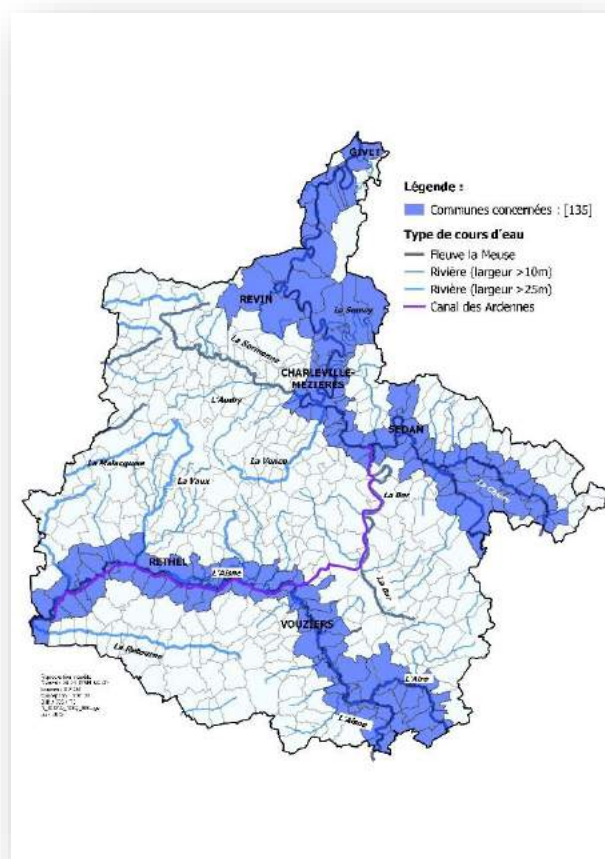 GIVET
Légende :
Communes concernées : [135]
Type de cours d'eau
Fleuve la Meuse
Rivière (largeur >10m)
Rivière (largeur >25m)
Canal des Ardennes
REVIN
La Semoy
La Sormonne
CHARLEVILLE-
MEZIERES
L'Audry
SEDAN
La Malacquise
La Vence
La Vaux
La Bar
La Chiers
RETHEL
L'Aisne
La Bar
VOUZIERS
La Retourne
L'Aire
L'Aisne